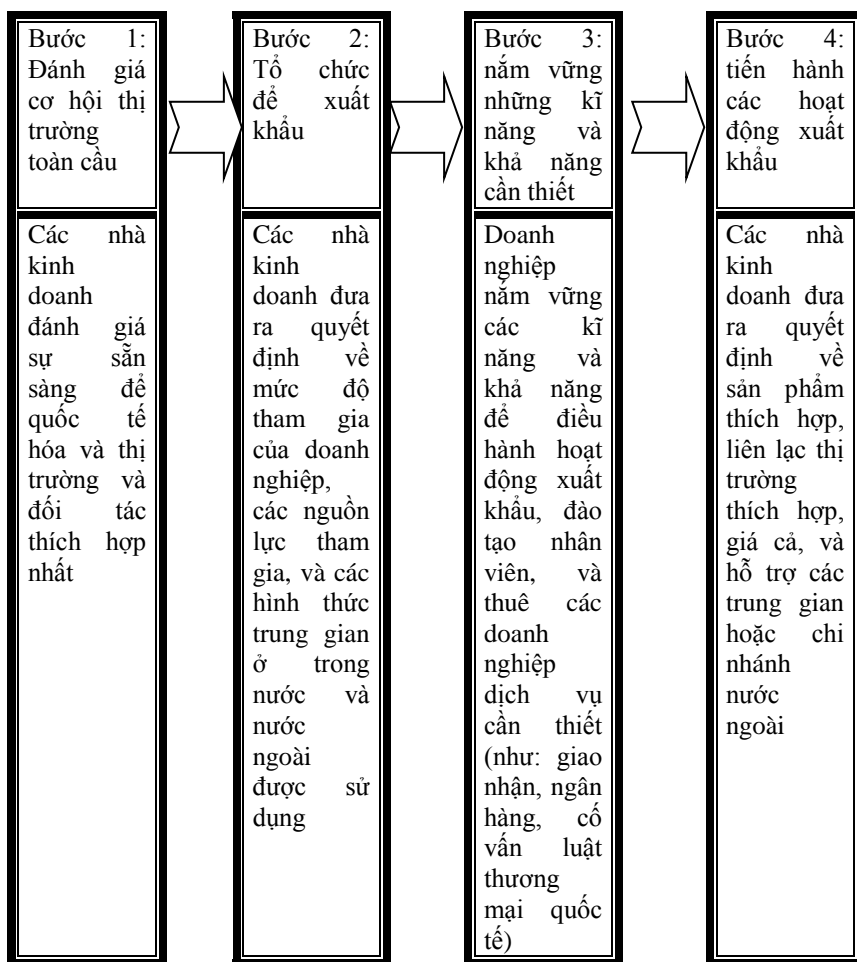 Bước 1:
Đánh giá
cơ hội thị
trường
toàn cầu
Các nhà
kinh
doanh
đánh giá
sự sẵn
sàng để
quốc tế
hóa và thị
trường và
đối tác
thích hợp
nhất
Bước 2:
Tổ chức
để xuất
khẩu
Các nhà
kinh
doanh đưa
ra quyết
định về
mức độ
tham gia
của doanh
nghiệp,
các nguồn
lực tham
gia, và các
hình thức
trung gian
ở trong
nước và
nước
ngoài
được sử
dụng
Bước 3:
nắm vững
những kĩ
năng và
khả năng
cần thiết
Doanh
nghiệp
nắm vững
các kĩ
năng và
khả năng
để điều
hành hoạt
động xuất
khẩu, đào
tạo nhân
viên, và
thuê các
doanh
nghiệp
dịch vụ
cần thiết
(như: giao
nhận, ngân
hàng, cố
vấn luật
thương
mại quốc
tế)
Bước 4:
tiến hành
các hoạt
động xuất
khẩu
Các nhà
kinh
doanh đưa
ra quyết
định về
sản phẩm
thích hợp,
liên lạc thị
trường
thích hợp,
giá cả, và
hỗ trợ các
trung gian
hoặc chi
nhánh
nước
ngoài